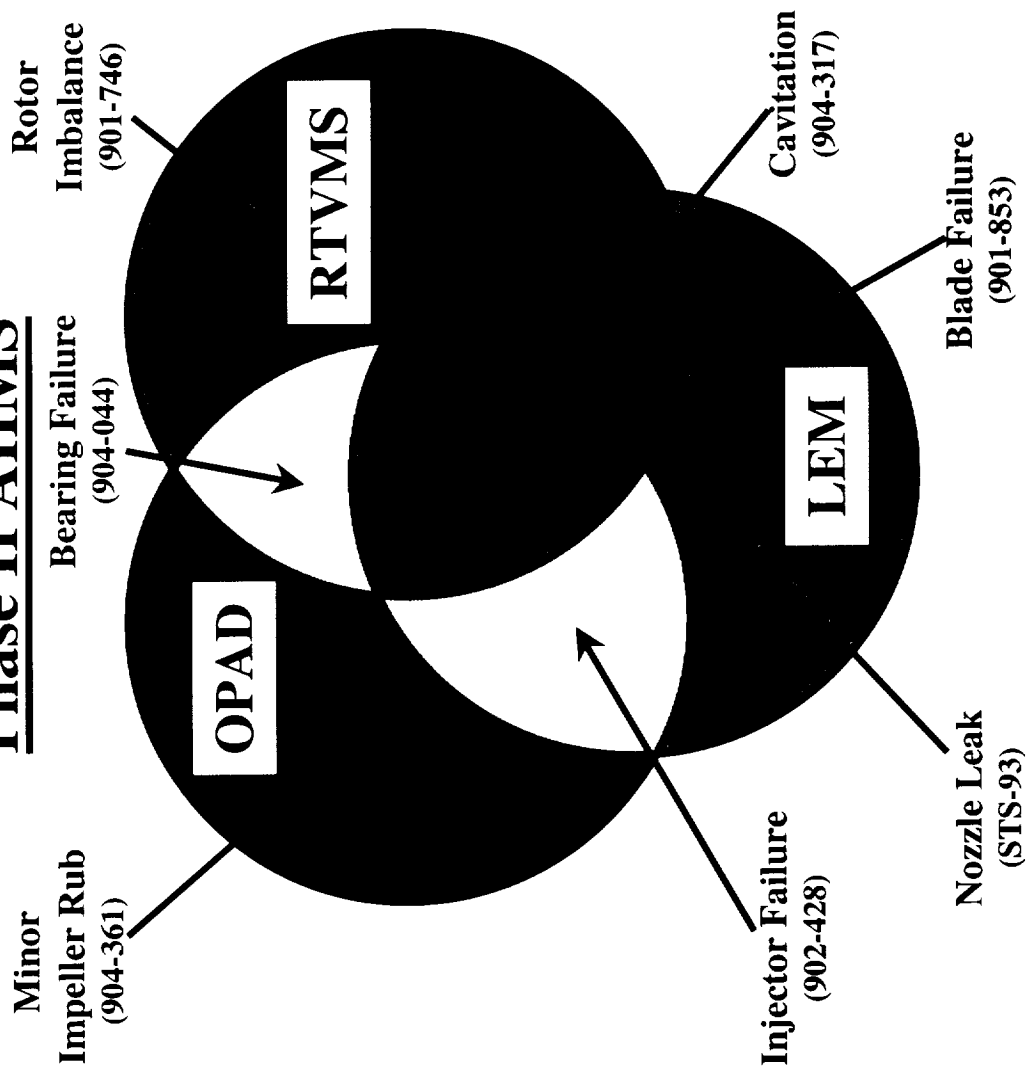 Phase II AHMS
Minor
Impeller Rub
(904-361)
Bearing Failure
(904-044)
Rotor
Imbalance
(901-746)
OPAD
RTVMS
LEM
Injector Failure
(902-428)
Cavitation
(904-317)
Nozzle Leak
(STS-93)
Blade Failure
(901-853)